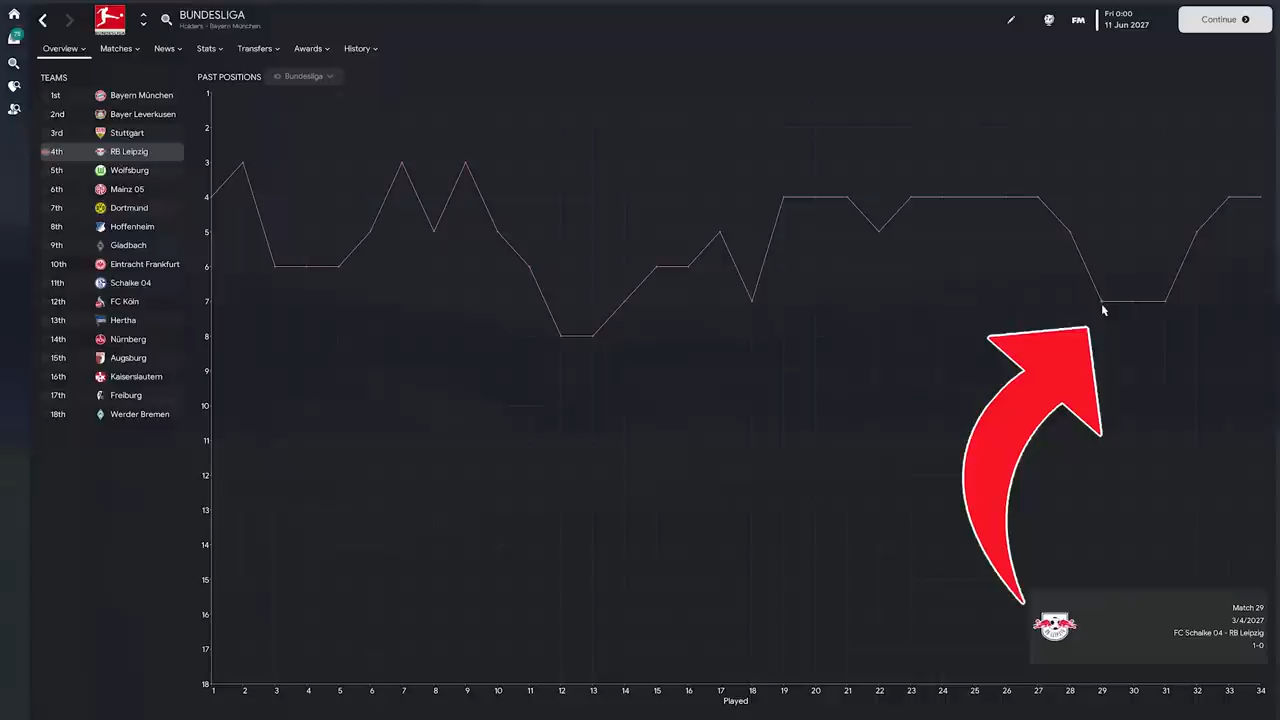 BUNDESLIGA
Holders - Bayern München
Fri 0:00
11 Jun 2027
FM
Continue
Overview
Matches
News
Stats
Transfers
Awards
History
TEAMS
1st Bayern München
2nd Bayer Leverkusen
3rd Stuttgart
4th RB Leipzig
5th Wolfsburg
6th Mainz 05
7th Dortmund
8th Hoffenheim
9th Gladbach
10th Eintracht Frankfurt
11th Schalke 04
12th FC Köln
13th Hertha
14th Nürnberg
15th Augsburg
16th Kaiserslautern
17th Freiburg
18th Werder Bremen
PAST POSITIONS
Bundesliga
1
2
3
4
5
6
7
8
9
10
11
12
13
14
15
16
17
18
1 2 3 4 5 6 7 8 9 10 11 12 13 14 15 16 17 18 19 20 21 22 23 24 25 26 27 28 29 30 31 32 33 34
Played
Match 29
3/4/2027
FC Schalke 04 - RB Leipzig
1-0